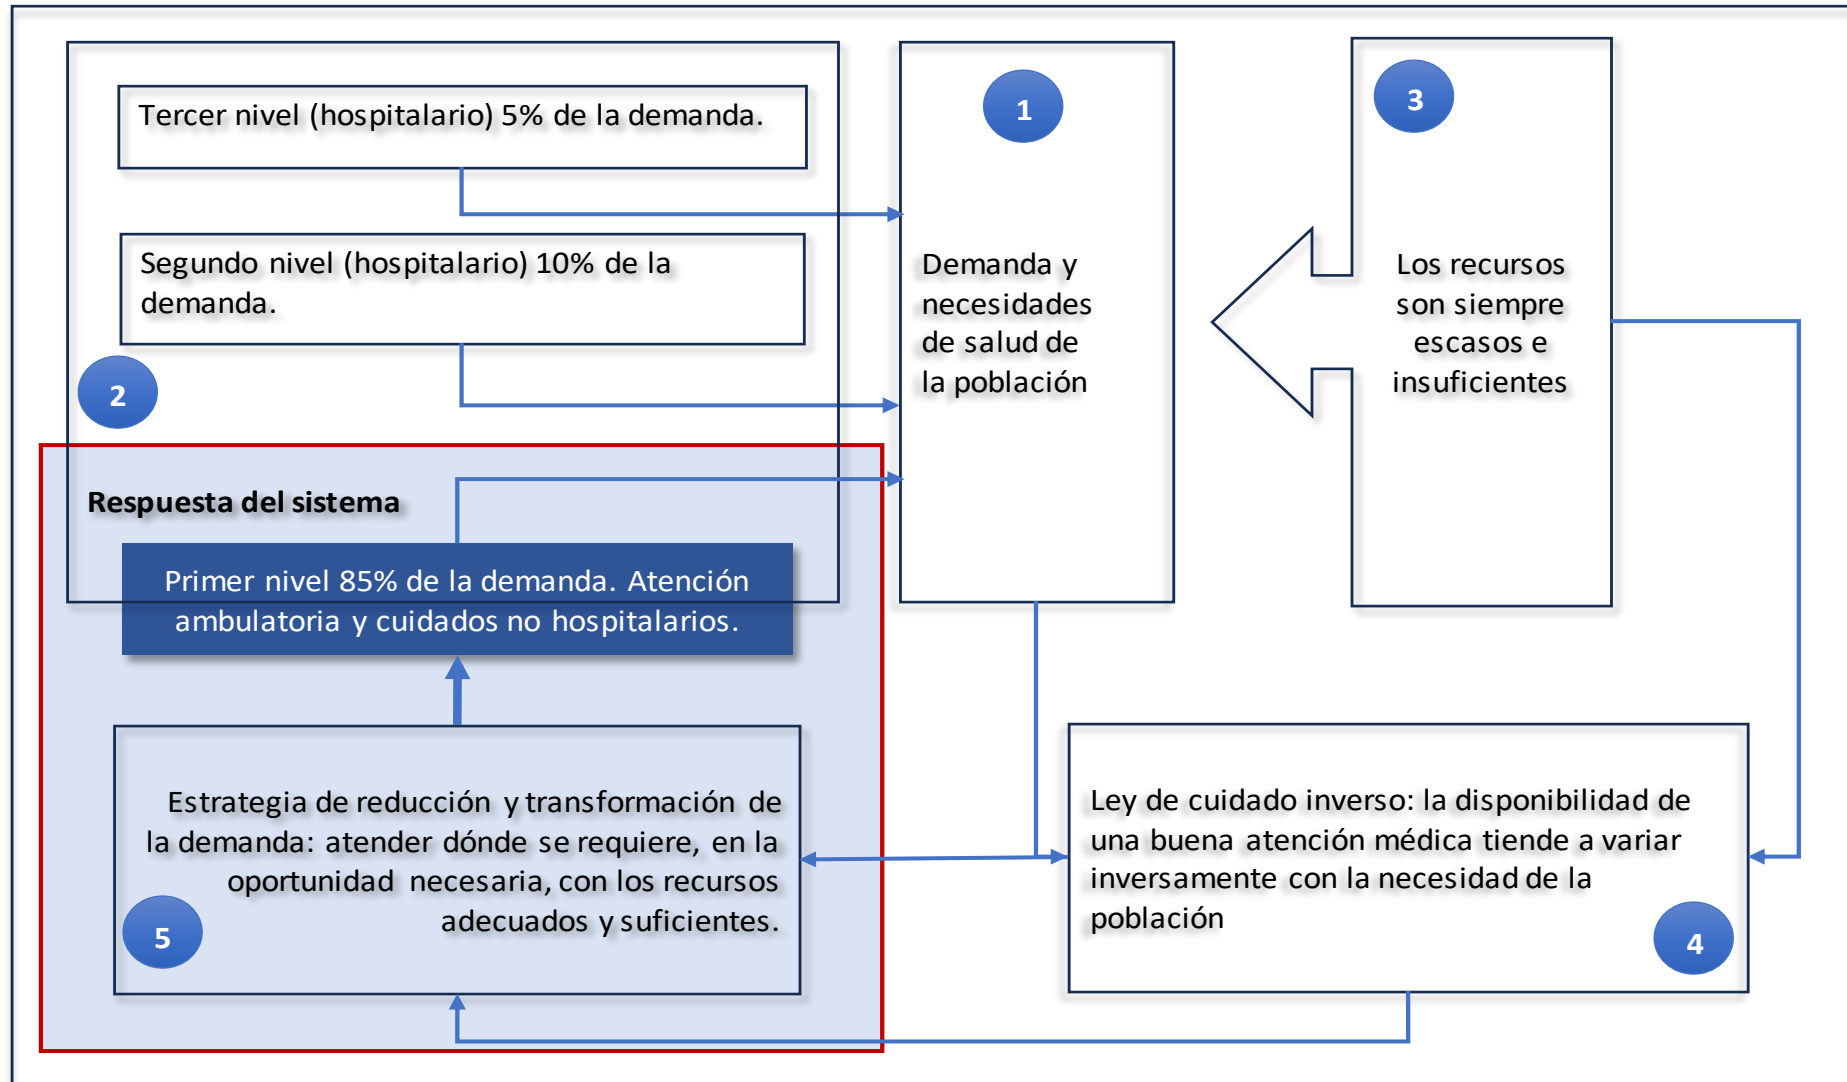 Tercer nivel (hospitalario) 5% de la demanda.
Segundo nivel (hospitalario) 10% de la
demanda.
2
Respuesta del sistema
Primer nivel 85% de la demanda. Atención
ambulatoria y cuidados no hospitalarios.
1
Demanda y
necesidades
de salud de
la población
3
Los recursos
son siempre
escasos e
insuficientes
Estrategia de reducción y transformación de
la demanda: atender dónde se requiere, en la
oportunidad necesaria, con los recursos
adecuados y suficientes.
5
Ley de cuidado inverso: la disponibilidad de
una buena atención médica tiende a variar
inversamente con la necesidad de la
población
4